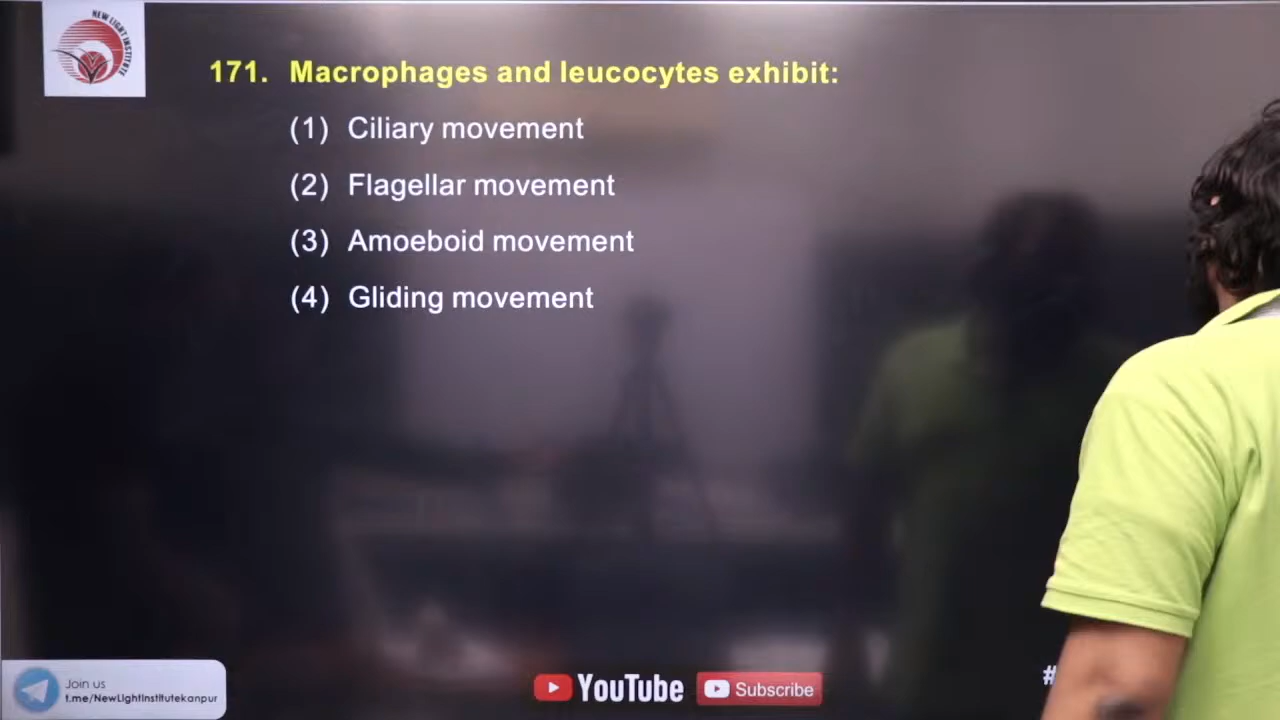 NEW LIGHT INSTITUTE
171. Macrophages and leucocytes exhibit:
(1) Ciliary movement
(2) Flagellar movement
(3) Amoeboid movement
(4) Gliding movement
Join us
t.me/NewLightInstitutekanpur
YouTube
Subscribe
#